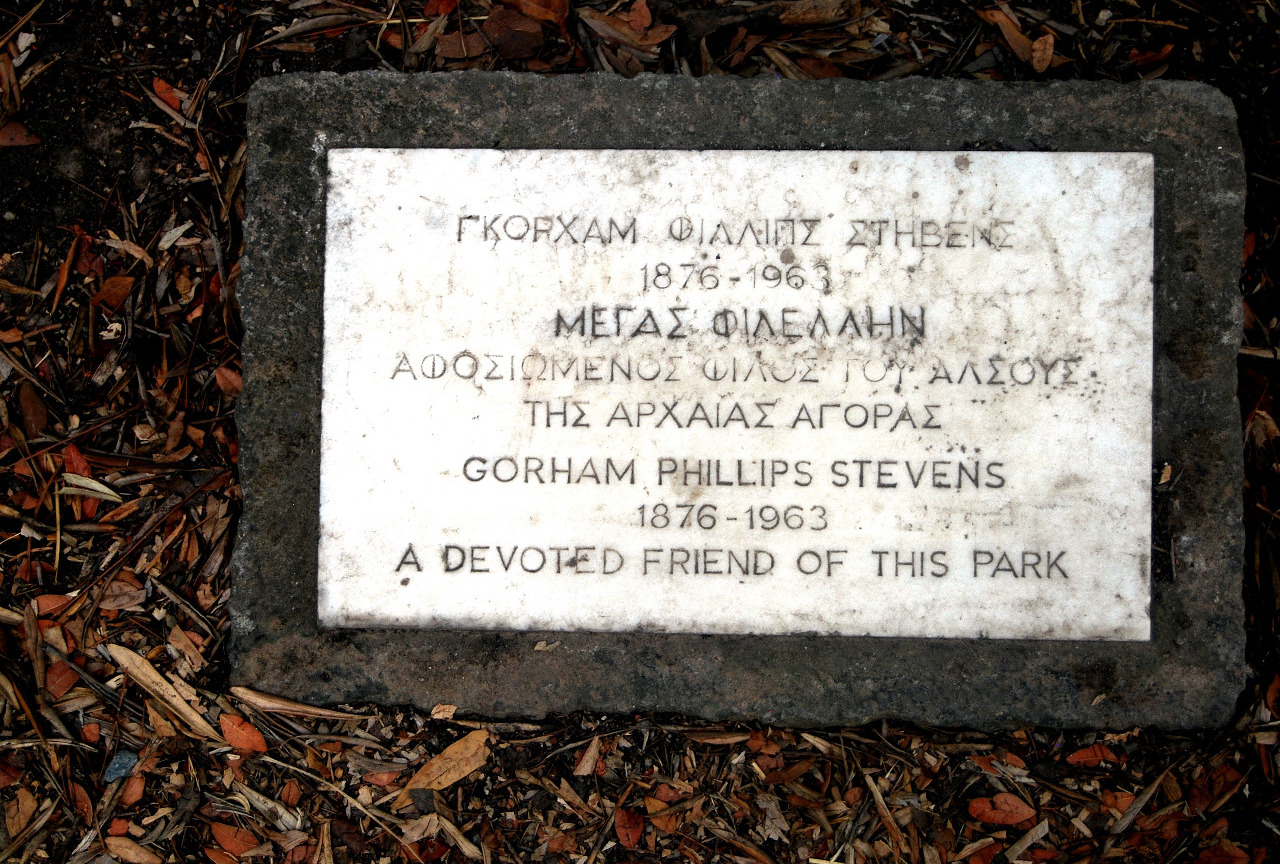 ΓΚΟΡΧΑΜ ΦΙΛΛΙΠΣ ΣΤΗΒΕΝΣ
1876-1963
ΜΕΓΑΣ ΦΙΛΕΛΛΗΝ
ΑΦΟΣΙΩΜΕΝΟΣ ΦΙΛΟΣ ΤΟΥ ΑΛΣΟΥΣ
ΤΗΣ ΑΡΧΑΙΑΣ ΑΓΟΡΑΣ
GORHAM PHILLIPS STEVENS
1876-1963
A DEVOTED FRIEND OF THIS PARK